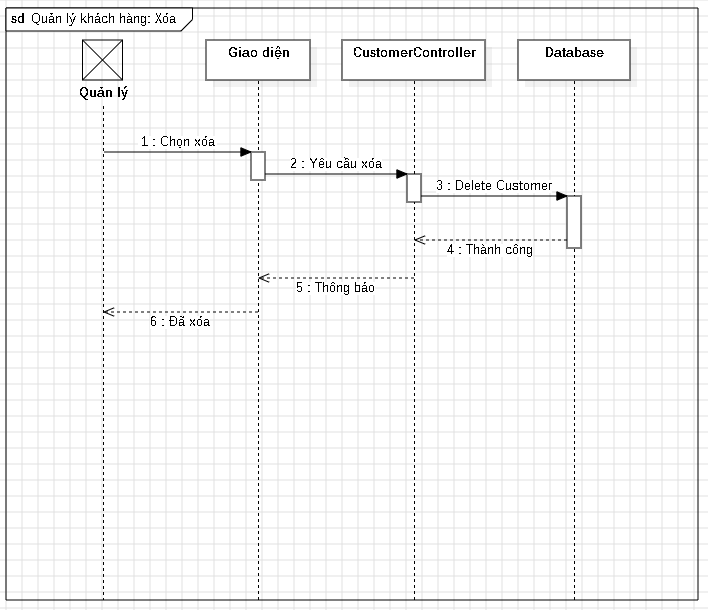 sd Quản lý khách hàng: Xóa
Giao diện
CustomerController
Database
Quản lý
1 : Chọn xóa
2 : Yêu cầu xóa
3 : Delete Customer
4 : Thành công
5 : Thông báo
6 : Đã xóa